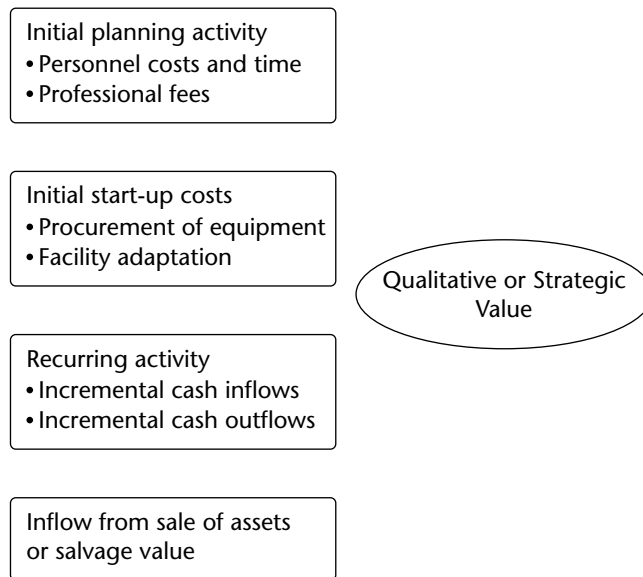 Initial planning activity
• Personnel costs and time
• Professional fees
Initial start-up costs
• Procurement of equipment
• Facility adaptation
Qualitative or Strategic
Value
Recurring activity
• Incremental cash inflows
• Incremental cash outflows
Inflow from sale of assets
or salvage value